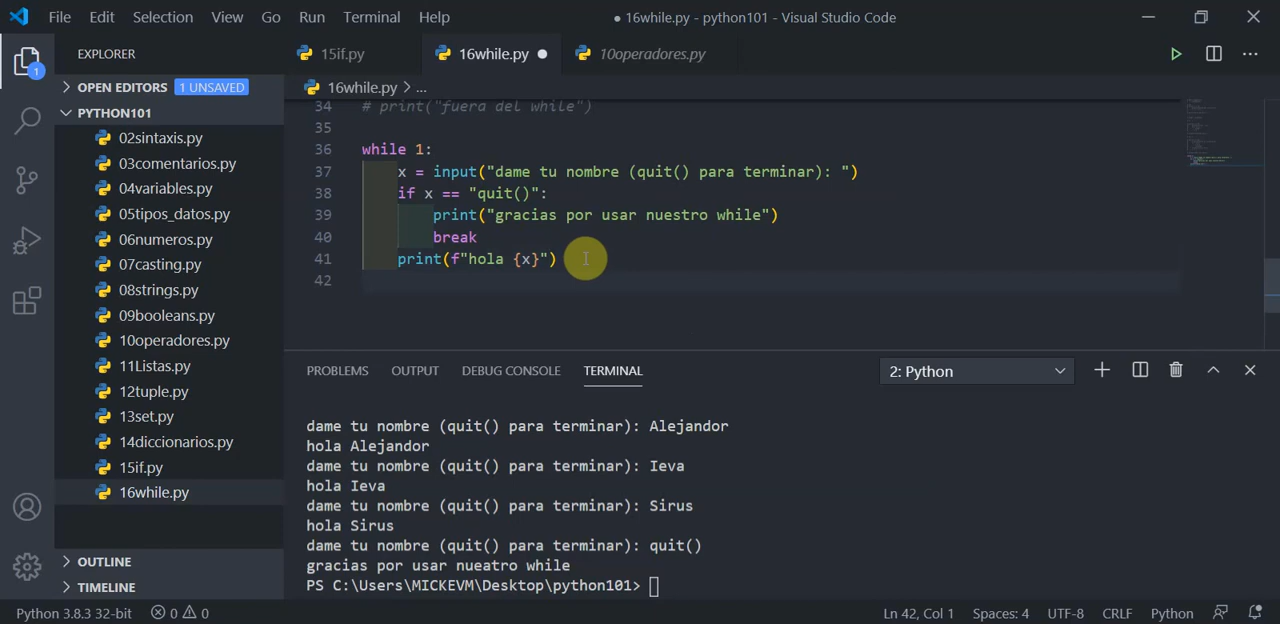 File Edit Selection View Go Run Terminal Help
● 16while.py - python101 - Visual Studio Code
EXPLORER
15if.py
16while.py ●
10operadores.py
OPEN EDITORS 1 UNSAVED
16while.py > ...
PYTHON101
1
02sintaxis.py
03comentarios.py
04variables.py
05tipos_datos.py
06numeros.py
07casting.py
08strings.py
09booleans.py
10operadores.py
11Listas.py
12tuple.py
13set.py
14diccionarios.py
15if.py
16while.py
OUTLINE
TIMELINE
34 # print("fuera del while")
35
36 while 1:
37 x = input("dame tu nombre (quit() para terminar): ")
38 if x == "quit()":
39 print("gracias por usar nuestro while")
40 break
41 print(f"hola {x}")
42
PROBLEMS OUTPUT DEBUG CONSOLE TERMINAL
2: Python
dame tu nombre (quit() para terminar): Alejandor
hola Alejandor
dame tu nombre (quit() para terminar): Ieva
hola Ieva
dame tu nombre (quit() para terminar): Sirus
hola Sirus
dame tu nombre (quit() para terminar): quit()
gracias por usar nueatro while
PS C:\Users\MICKEVM\Desktop\python101>
Python 3.8.3 32-bit 0 0
Ln 42, Col 1 Spaces: 4 UTF-8 CRLF Python